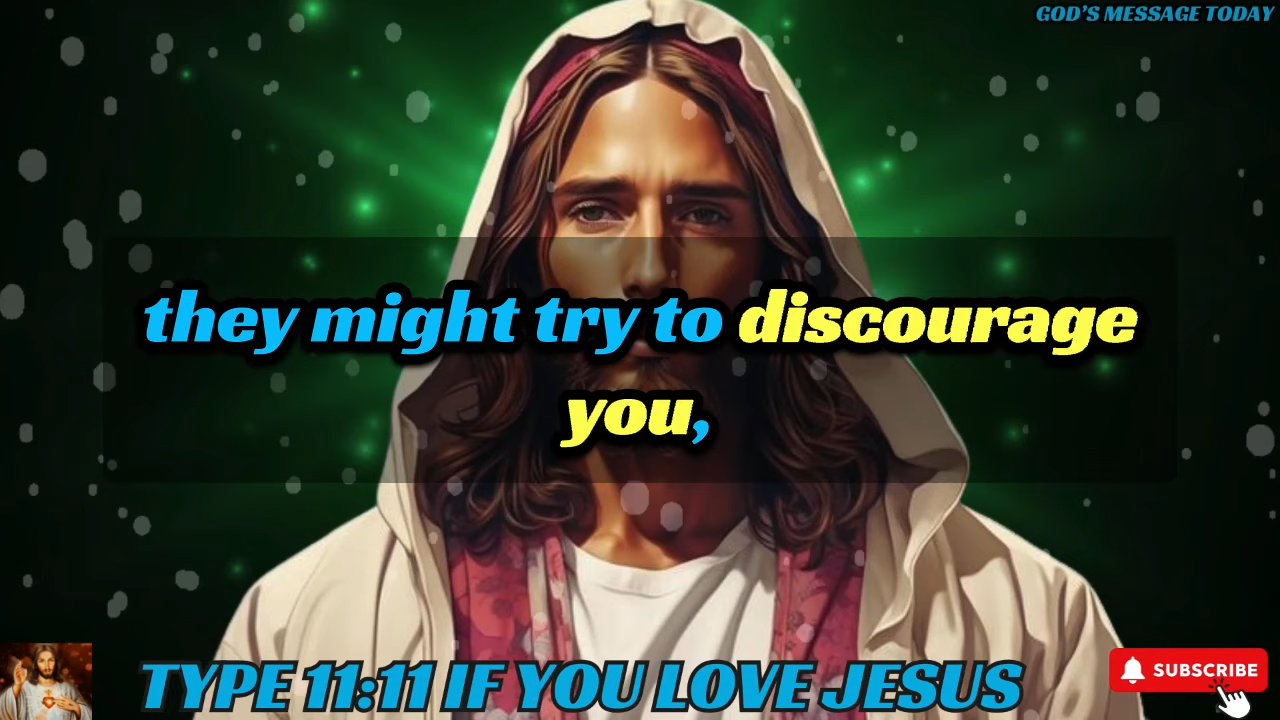 GOD'S MESSAGE TODAY
they might try to discourage
you,
TYPE 11:11 IF YOU LOVE JESUS
SUBSCRIBE